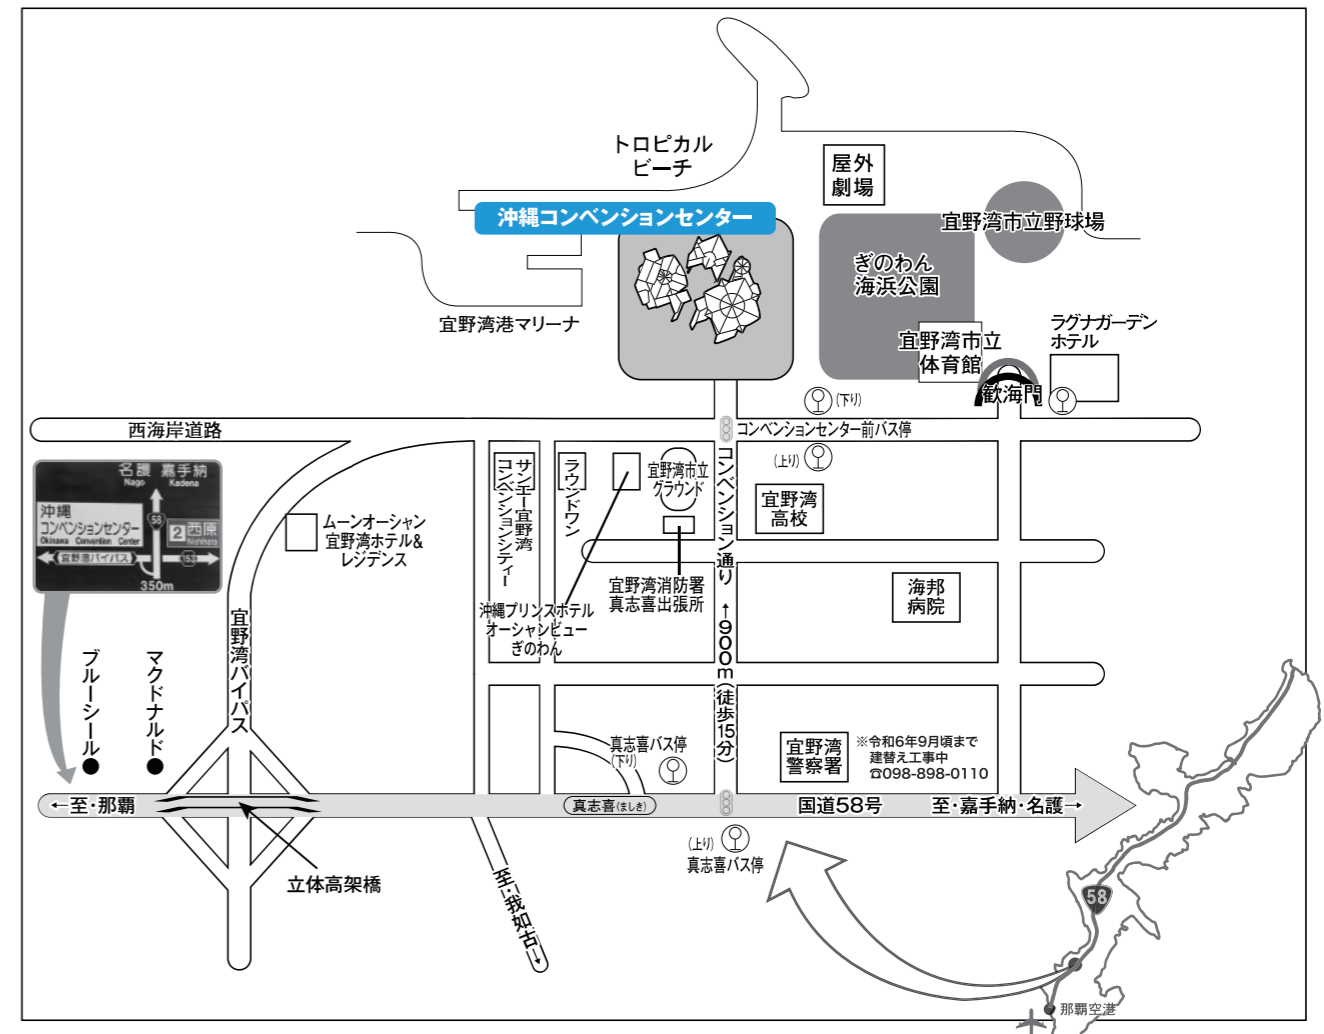 トロピカル
ビーチ
屋外
劇場
沖縄コンベンションセンター
宜野湾市立野球場
ぎのわん
海浜公園
宜野湾港マリーナ
宜野湾市立
体育館
ラグナガーデン
ホテル
歓海門
(下り)
西海岸道路
コンベンションセンター前バス停
(上り)
名護 嘉手納
Nago Kadena
58
沖縄
コンベンションセンター
Okinawa Convention Center
2 西原
Nishihara
宜野湾バイパス
153
350m
ムーンオーシャン
宜野湾ホテル&
レジデンス
サンエー宜野湾
コンベンションシティー
ラウンドワン
宜野湾市立
グラウンド
コンベンション通り ↑900m(徒歩15分)
宜野湾
高校
宜野湾消防署
真志喜出張所
海邦
病院
沖縄プリンスホテル
オーシャンビュー
ぎのわん
宜野湾バイパス
ブルーシール
マクドナルド
真志喜バス停
(下り)
宜野湾
警察署
※令和6年9月頃まで
建替え工事中
☎098-898-0110
←至・那覇
真志喜(ましき)
国道58号
至・嘉手納・名護→
(上り)
真志喜バス停
立体高架橋
至・我如古→
58
那覇空港